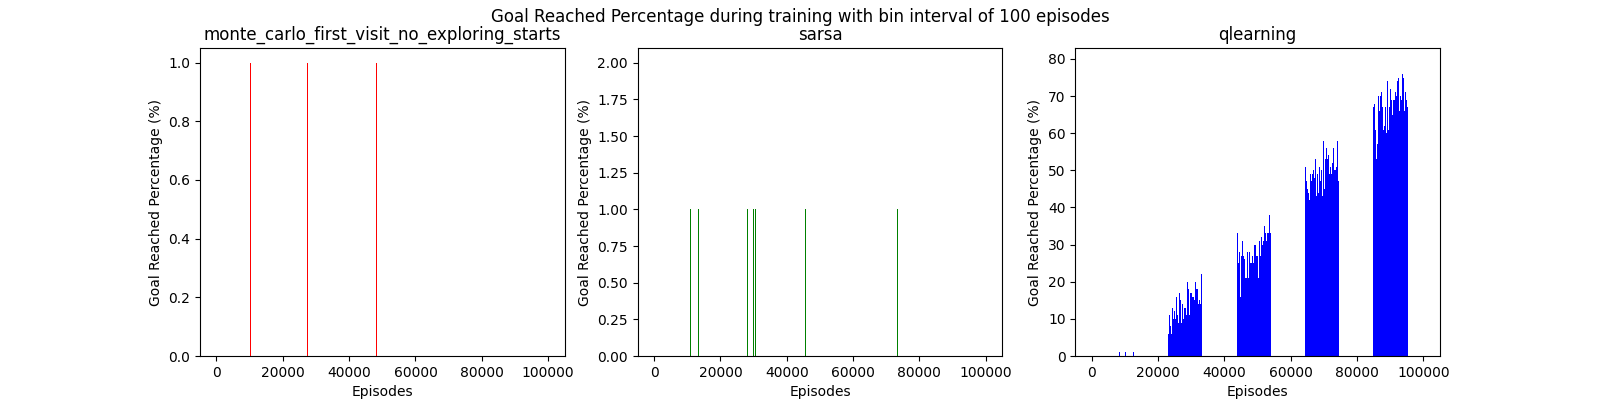 Goal Reached Percentage during training with bin interval of 100 episodes
monte_carlo_first_visit_no_exploring_starts
Goal Reached Percentage (%)
1.0
0.8
0.6
0.4
0.2
0.0
0 20000 40000 60000 80000 100000
Episodes
sarsa
Goal Reached Percentage (%)
2.00
1.75
1.50
1.25
1.00
0.75
0.50
0.25
0.00
0 20000 40000 60000 80000 100000
Episodes
qlearning
Goal Reached Percentage (%)
80
70
60
50
40
30
20
10
0
0 20000 40000 60000 80000 100000
Episodes